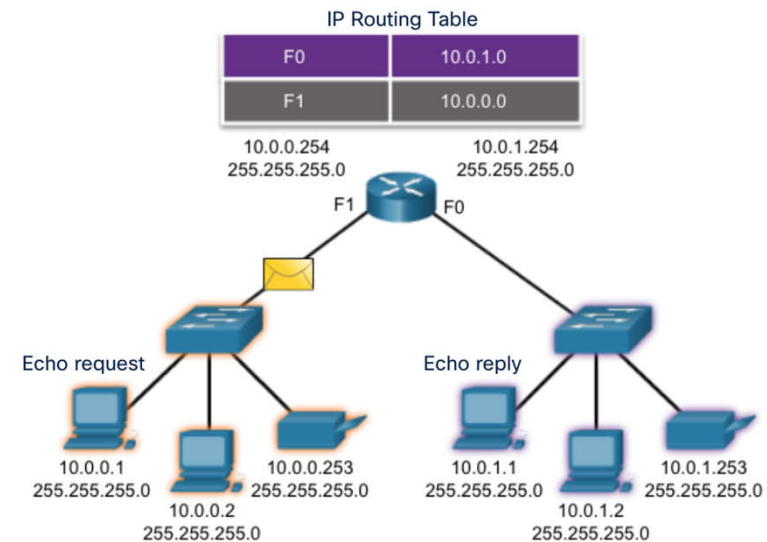 IP Routing Table
F0 10.0.1.0
F1 10.0.0.0
10.0.0.254 10.0.1.254
255.255.255.0 255.255.255.0
F1 F0
Echo request Echo reply
10.0.0.1 10.0.0.253 10.0.1.1 10.0.1.253
255.255.255.0 255.255.255.0 255.255.255.0 255.255.255.0
10.0.0.2 10.0.1.2
255.255.255.0 255.255.255.0